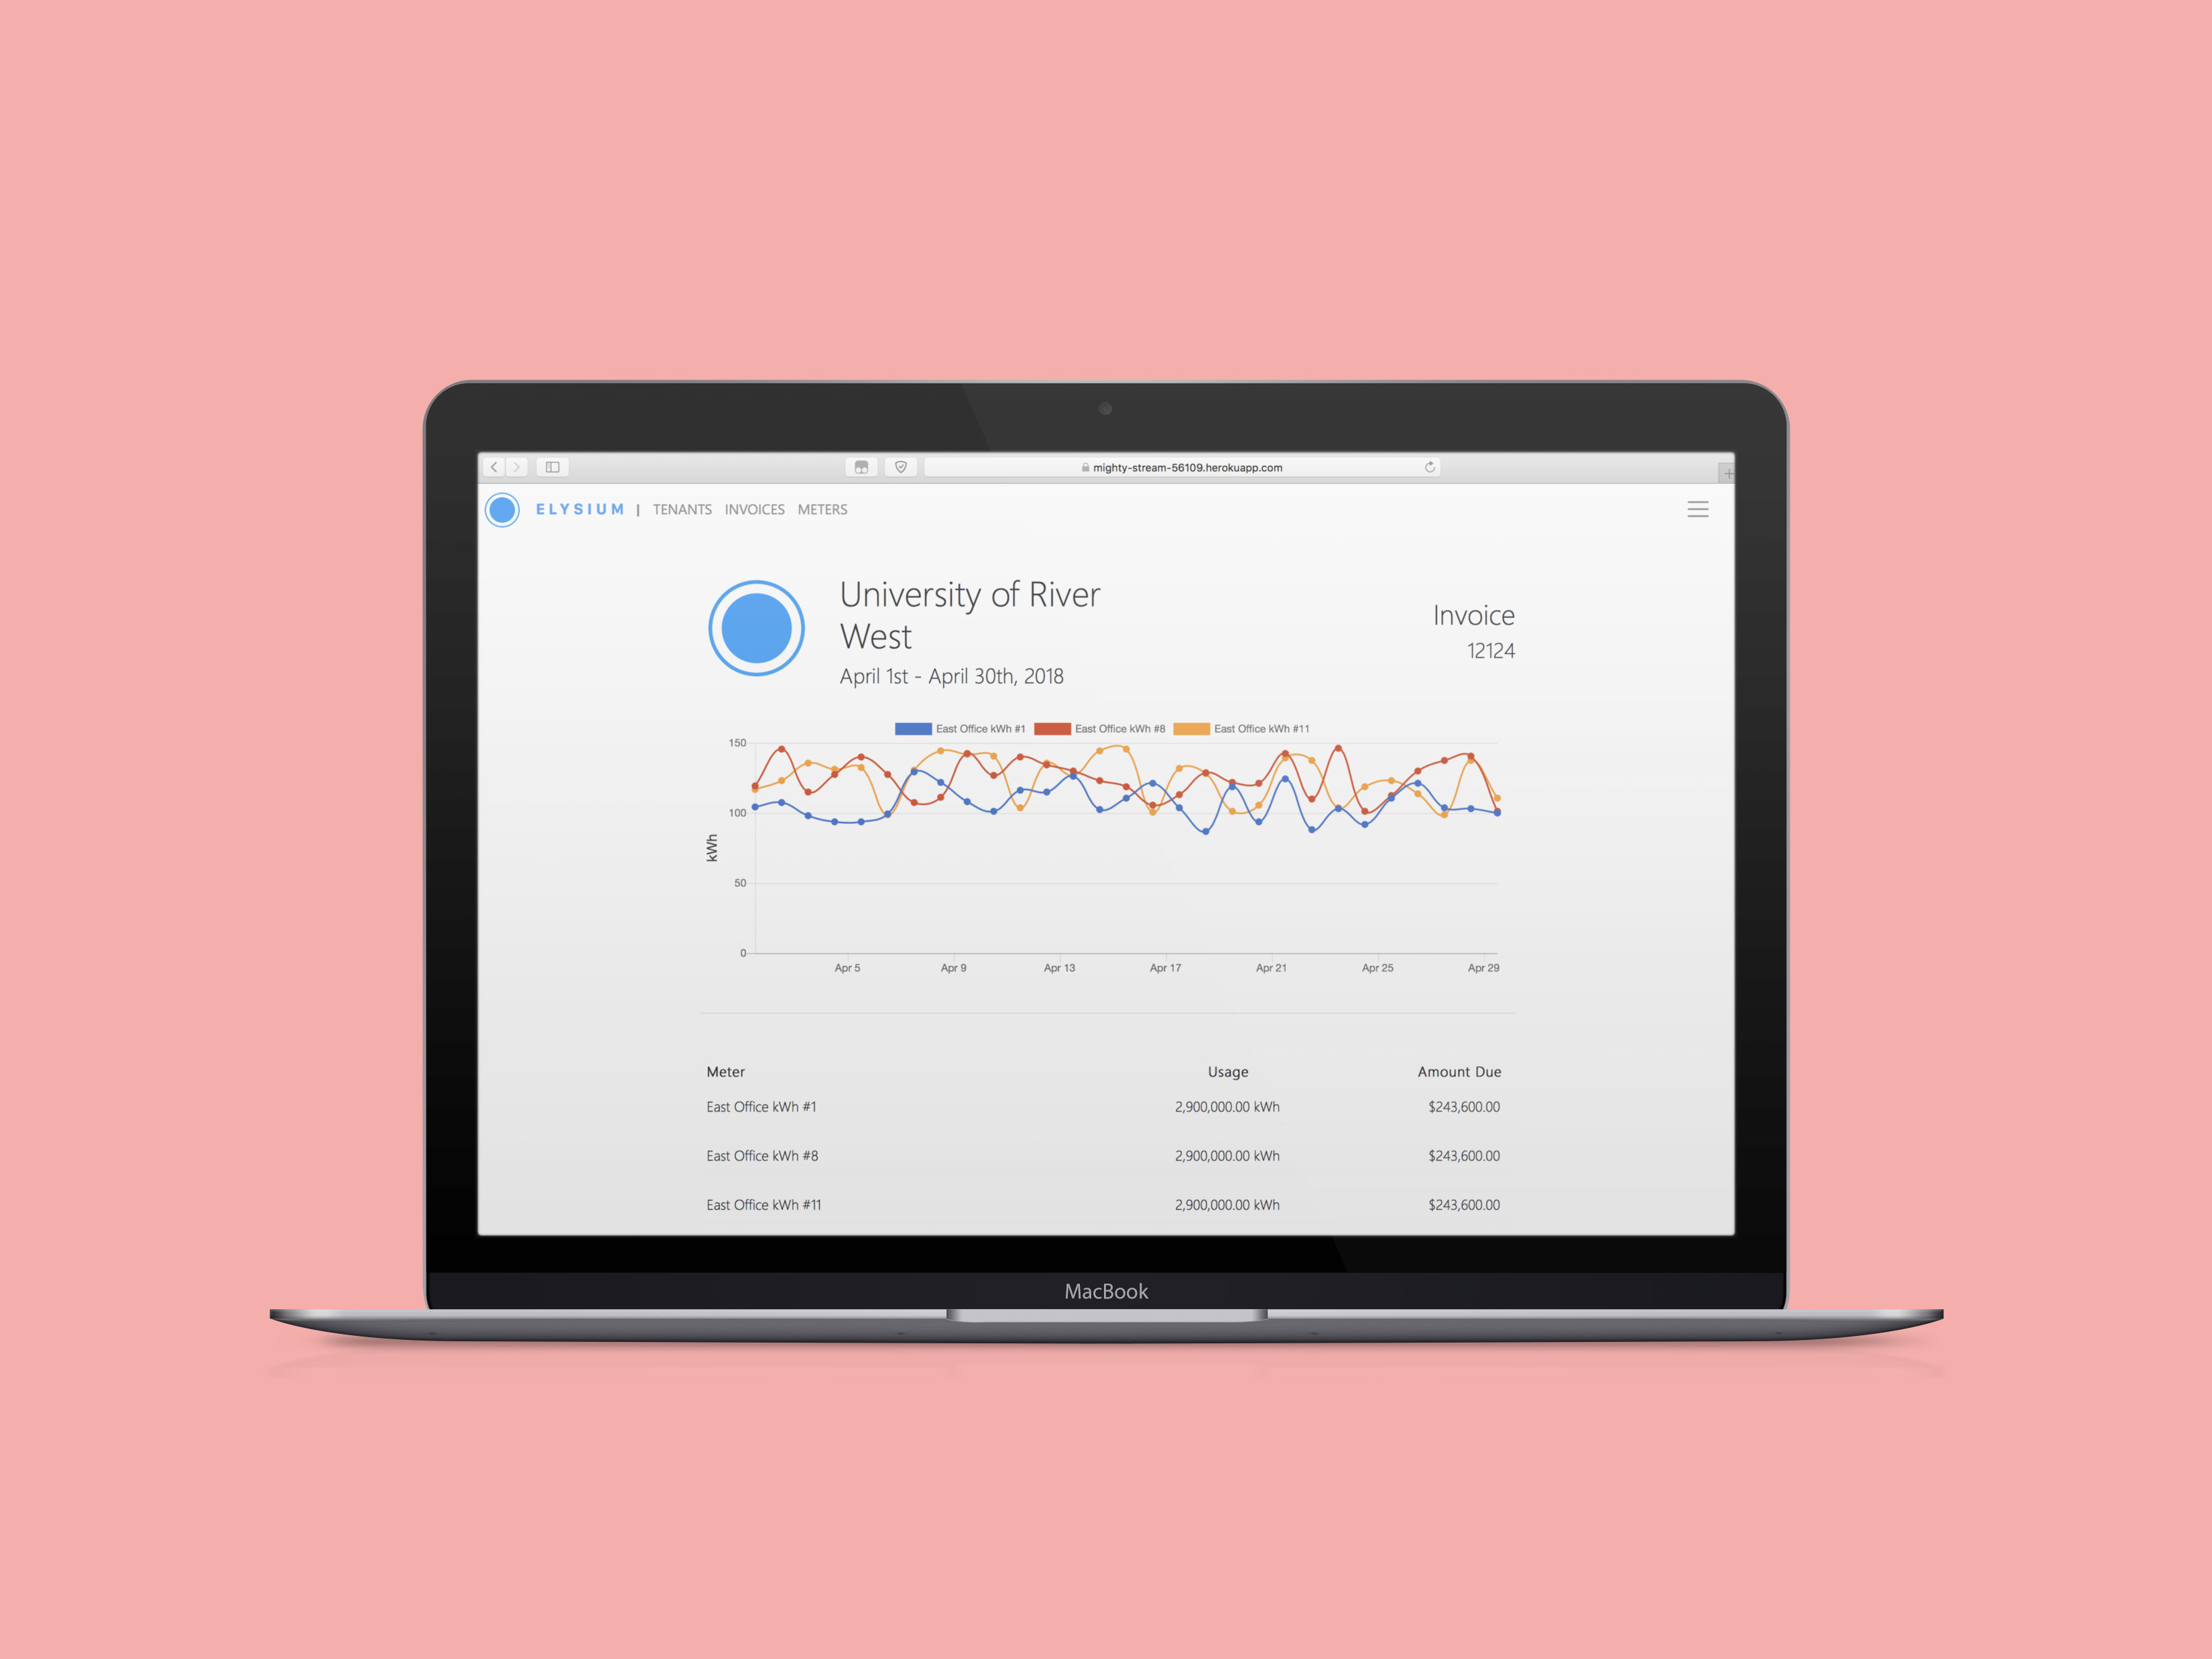 mighty-stream-56109.herokuapp.com
ELYSIUM | TENANTS INVOICES METERS
University of River
West
April 1st - April 30th, 2018
Invoice
12124
East Office kWh #1 East Office kWh #8 East Office kWh #11
150
100
50
0
kWh
Apr 5 Apr 9 Apr 13 Apr 17 Apr 21 Apr 25 Apr 29
Meter Usage Amount Due
East Office kWh #1 2,900,000.00 kWh $243,600.00
East Office kWh #8 2,900,000.00 kWh $243,600.00
East Office kWh #11 2,900,000.00 kWh $243,600.00
MacBook